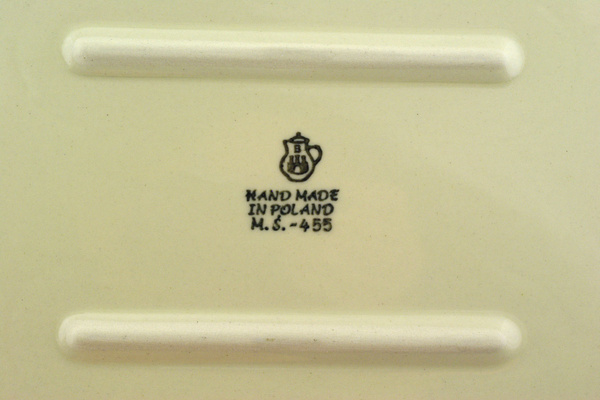 B
HAND MADE
IN POLAND
M.Ś.-455